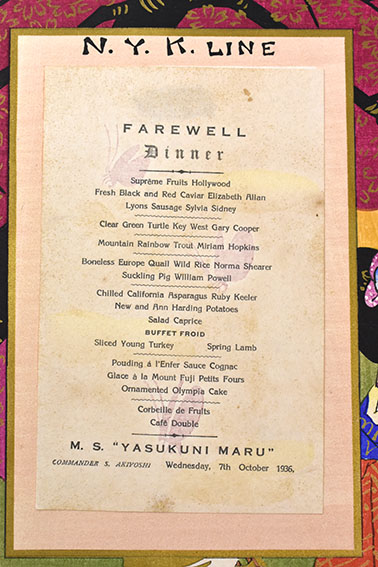 N. Y. K. LINE
FAREWELL
Dinner
Suprême Fruits Hollywood
Fresh Black and Red Caviar Elizabeth Allan
Lyons Sausage Sylvia Sidney
Clear Green Turtle Key West Gary Cooper
Mountain Rainbow Trout Miriam Hopkins
Boneless Europe Quail Wild Rice Norma Shearer
Suckling Pig William Powell
Chilled California Asparagus Ruby Keeler
New and Ann Harding Potatoes
Salad Caprice
BUFFET FROID
Sliced Young Turkey Spring Lamb
Pouding á l'Enfer Sauce Cognac
Glace à la Mount Fuji Petits Fours
Ornamented Olympia Cake
Corbeille de Fruits
Café Double
M. S. "YASUKUNI MARU"
COMMANDER S. AKIYOSHI Wednesday, 7th October 1936,